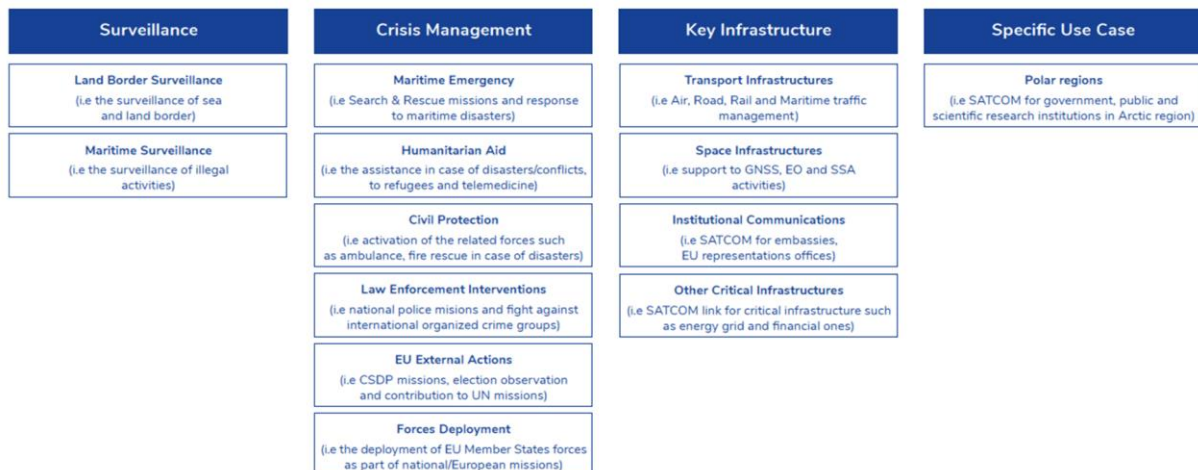 Surveillance
Land Border Surveillance
(i.e the surveillance of sea
and land border)
Maritime Surveillance
(i.e the surveillance of illegal
activities)
Crisis Management
Maritime Emergency
(i.e Search & Rescue missions and response
to maritime disasters)
Humanitarian Aid
(i.e the assistance in case of disasters/conflicts,
to refugees and telemedicine)
Civil Protection
(i.e activation of the related forces such
as ambulance, fire rescue in case of disasters)
Law Enforcement Interventions
(i.e national police misions and fight against
international organized crime groups)
EU External Actions
(i.e CSDP missions, election observation
and contribution to UN missions)
Forces Deployment
(i.e the deployment of EU Member States forces
as part of national/European missions)
Key Infrastructure
Transport Infrastructures
(i.e Air, Road, Rail and Maritime traffic
management)
Space Infrastructures
(i.e support to GNSS, EO and SSA
activities)
Institutional Communications
(i.e SATCOM for embassies,
EU representations offices)
Other Critical Infrastructures
(i.e SATCOM link for critical infrastructure such
as energy grid and financial ones)
Specific Use Case
Polar regions
(i.e SATCOM for government, public and
scientific research institutions in Arctic region)